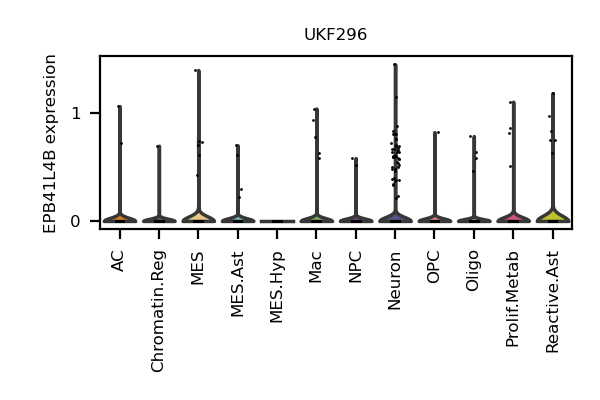 UKF296
EPB41L4B expression
1
0
AC
Chromatin.Reg
MES
MES.Ast
MES.Hyp
Mac
NPC
Neuron
OPC
Oligo
Prolif.Metab
Reactive.Ast